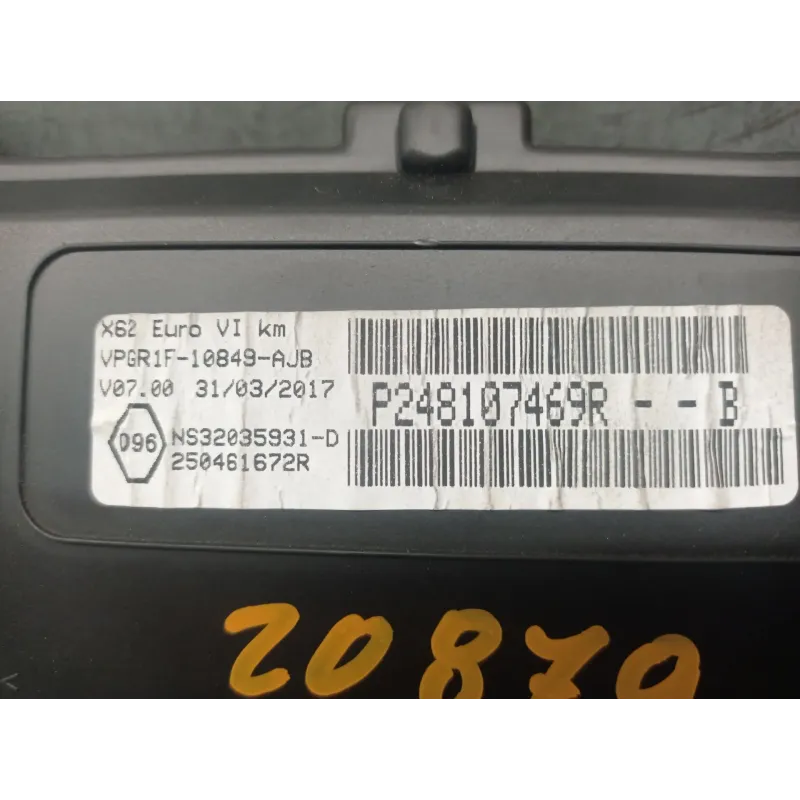 X62 Euro VI km
VPGR1F-10849-AJB
V07.00 31/03/2017
P248107469R - - B
D96
NS32035931-D
250461672R
20870